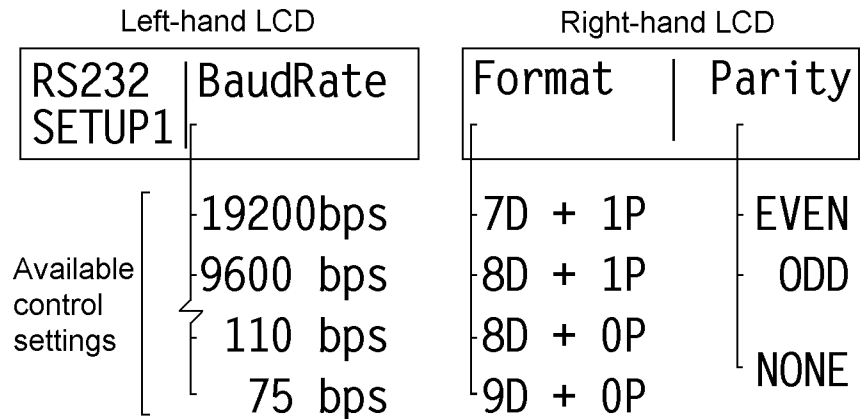 Left-hand LCD
Right-hand LCD
RS232 BaudRate
SETUP1
Format Parity
Available
control
settings
19200bps
9600 bps
110 bps
75 bps
7D + 1P
8D + 1P
8D + 0P
9D + 0P
EVEN
ODD
NONE